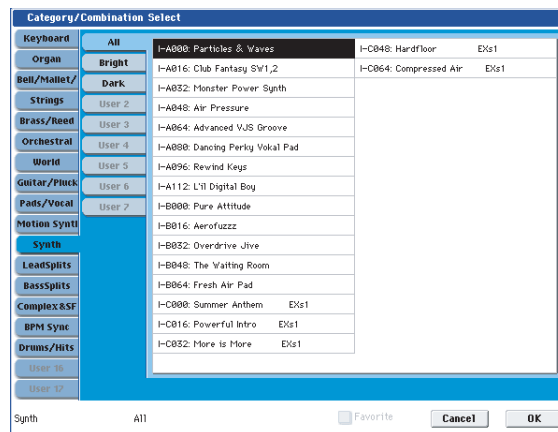 Category/Combination Select
Keyboard
Organ
Bell/Mallet/
Strings
Brass/Reed
Orchestral
World
Guitar/Pluck
Pads/Vocal
Motion Synt
Synth
LeadSplits
BassSplits
Complex&SF
BPM Sync
Drums/Hits
User 16
User 17
All
Bright
Dark
User 2
User 3
User 4
User 5
User 6
User 7
I-A000: Particles & Waves
I-A016: Club Fantasy SW1,2
I-A032: Monster Power Synth
I-A048: Air Pressure
I-A064: Advanced VJS Groove
I-A080: Dancing Perky Vokal Pad
I-A096: Rewind Keys
I-A112: L'il Digital Boy
I-B000: Pure Attitude
I-B016: Aerofuzzz
I-B032: Overdrive Jive
I-B048: The Waiting Room
I-B064: Fresh Air Pad
I-C000: Summer Anthem EXs1
I-C016: Powerful Intro EXs1
I-C032: More is More EXs1
I-C048: Hardfloor EXs1
I-C064: Compressed Air EXs1
Synth All Favorite Cancel OK